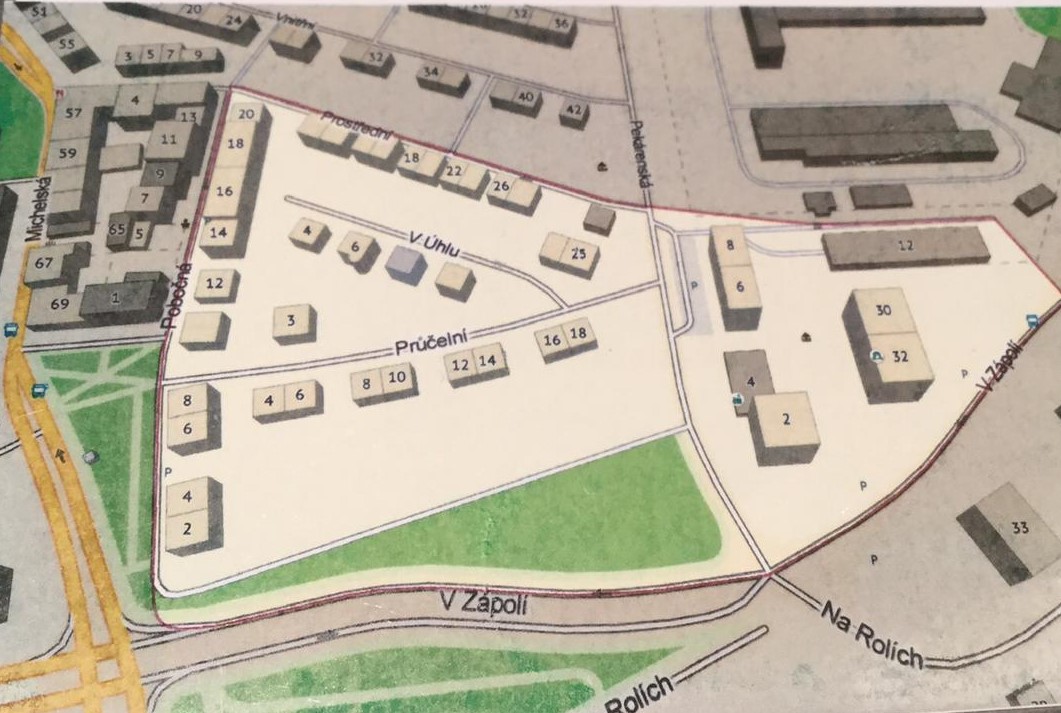 51
55
20
24
Vnitřní
32
36
3 5 7 9
32
34
40
42
57
4
13
11
59
9
7
65 5
67
69
1
Michelská
Pobočná
20
18
16
14
12
Prostřední
18
22
26
Pekárenská
4
6
V Úhlu
25
3
Průčelní
16 18
12 14
8 10
4 6
8
6
P
4
2
8
6
P
12
30
32
4
2
P
P
P
V Zápolí
33
V Zápolí
Na Rolích
Rolích